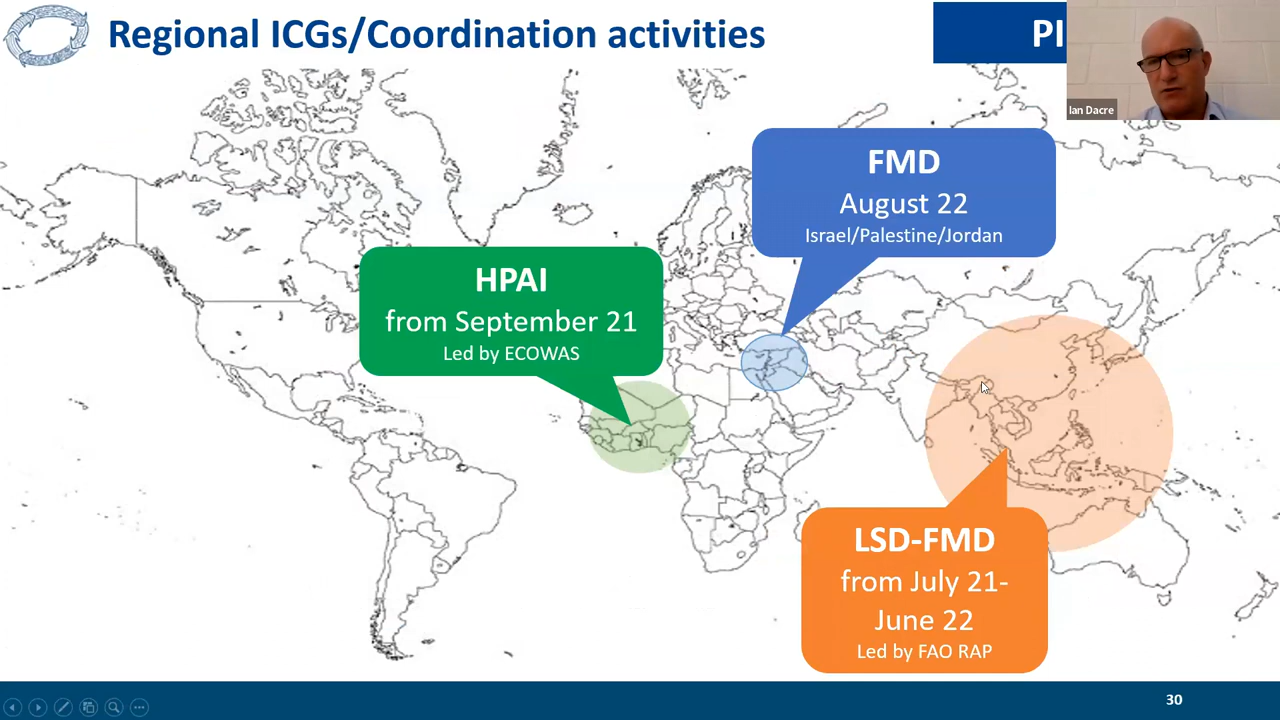 Regional ICGs/Coordination activities
PI
Ian Dacre
FMD
August 22
Israel/Palestine/Jordan
HPAI
from September 21
Led by ECOWAS
LSD-FMD
from July 21-
June 22
Led by FAO RAP
30